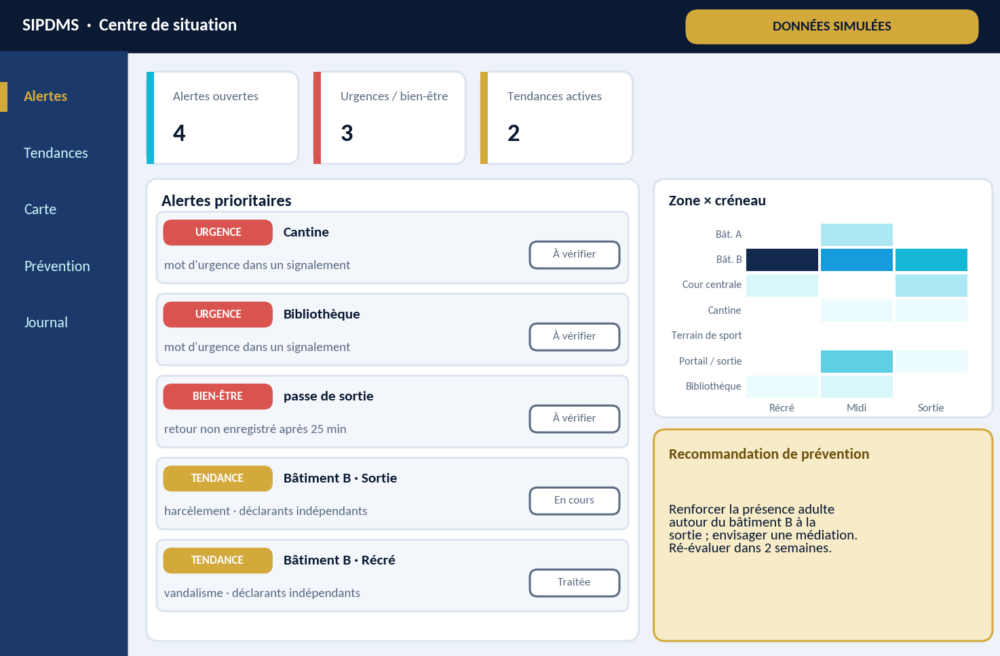 SIPDMS · Centre de situation
DONNÉES SIMULÉES
Alertes
Tendances
Carte
Prévention
Journal
Alertes ouvertes
4
Urgences / bien-être
3
Tendances actives
2
Alertes prioritaires
URGENCE
Cantine
mot d'urgence dans un signalement
À vérifier
URGENCE
Bibliothèque
mot d'urgence dans un signalement
À vérifier
BIEN-ÊTRE
passe de sortie
retour non enregistré après 25 min
À vérifier
TENDANCE
Bâtiment B · Sortie
harcèlement · déclarants indépendants
En cours
TENDANCE
Bâtiment B · Récré
vandalisme · déclarants indépendants
Traitée
Zone × créneau
Bât. A
Bât. B
Cour centrale
Cantine
Terrain de sport
Portail / sortie
Bibliothèque
Récré
Midi
Sortie
Recommandation de prévention
Renforcer la présence adulte
autour du bâtiment B à la
sortie ; envisager une médiation.
Ré-évaluer dans 2 semaines.